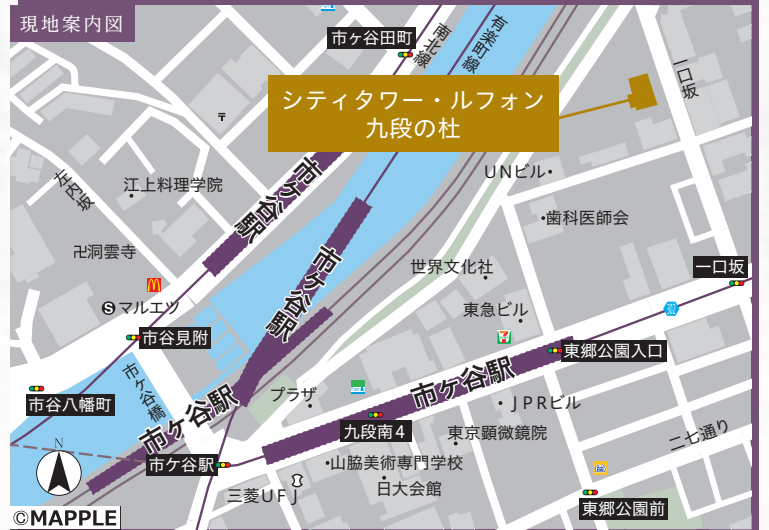 現地案内図
市ヶ谷田町
南北線
有楽町線
一口坂
シティタワー・ルフォン
九段の杜
〒
UNビル
左内坂
江上料理学院
市ヶ谷駅
歯科医師会
卍洞雲寺
市ヶ谷駅
世界文化社
一口坂
マルエツ
東急ビル
市谷見附
東郷公園入口
市ヶ谷橋
市ヶ谷駅
プラザ
市ヶ谷駅
JPRビル
市谷八幡町
九段南4
東京顕微鏡院
二七通り
N
市ケ谷駅
山脇美術専門学校
三菱UFJ
日大会館
東郷公園前
©MAPPLE